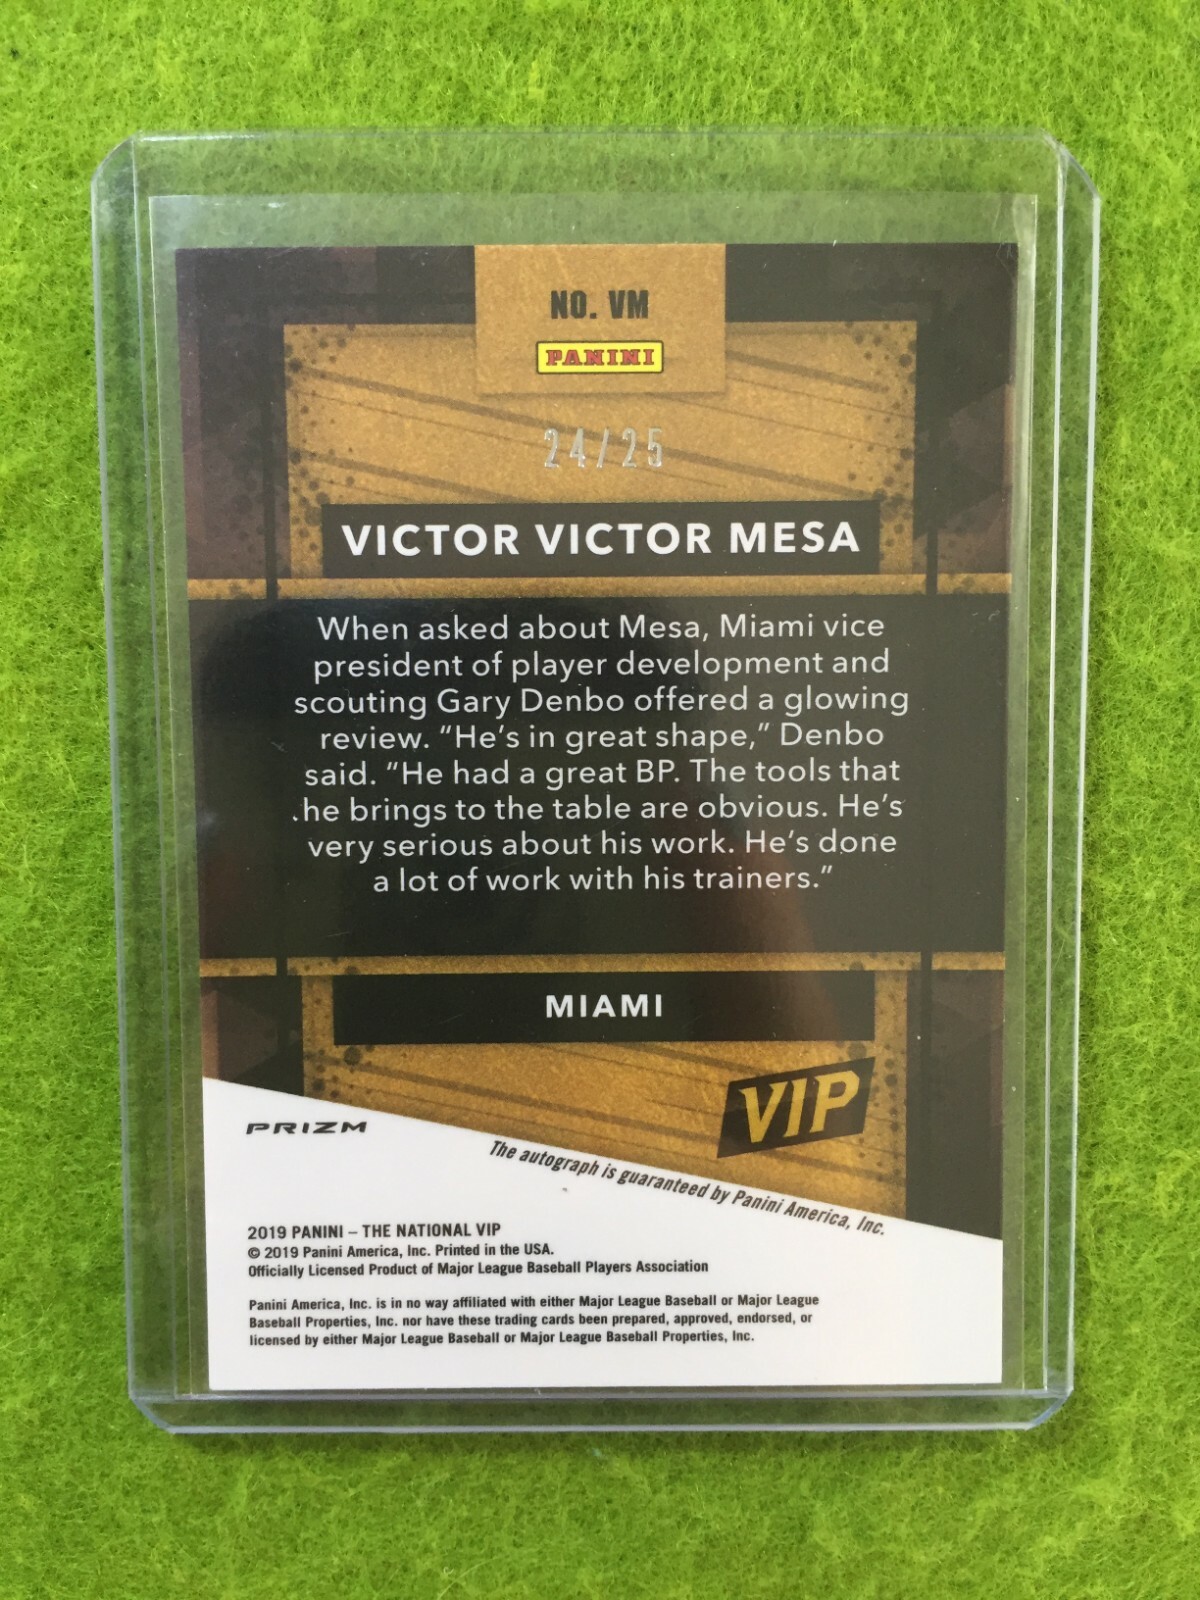 NO. VM
PANINI
24/25
VICTOR VICTOR MESA
When asked about Mesa, Miami vice
president of player development and
scouting Gary Denbo offered a glowing
review. “He’s in great shape,” Denbo
said. “He had a great BP. The tools that
he brings to the table are obvious. He’s
very serious about his work. He’s done
a lot of work with his trainers.”
MIAMI
VIP
PRIZM
The autograph is guaranteed by Panini America, Inc.
2019 PANINI – THE NATIONAL VIP
© 2019 Panini America, Inc. Printed in the USA.
Officially Licensed Product of Major League Baseball Players Association
Panini America, Inc. is in no way affiliated with either Major League Baseball or Major League
Baseball Properties, Inc. nor have these trading cards been prepared, approved, endorsed, or
licensed by either Major League Baseball or Major League Baseball Properties, Inc.